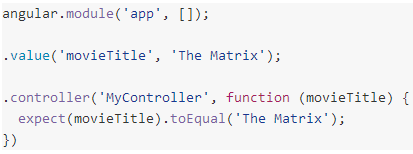 angular.module('app', []);
.value('movieTitle', 'The Matrix');
.controller('MyController', function (movieTitle) {
  expect(movieTitle).toEqual('The Matrix');
})